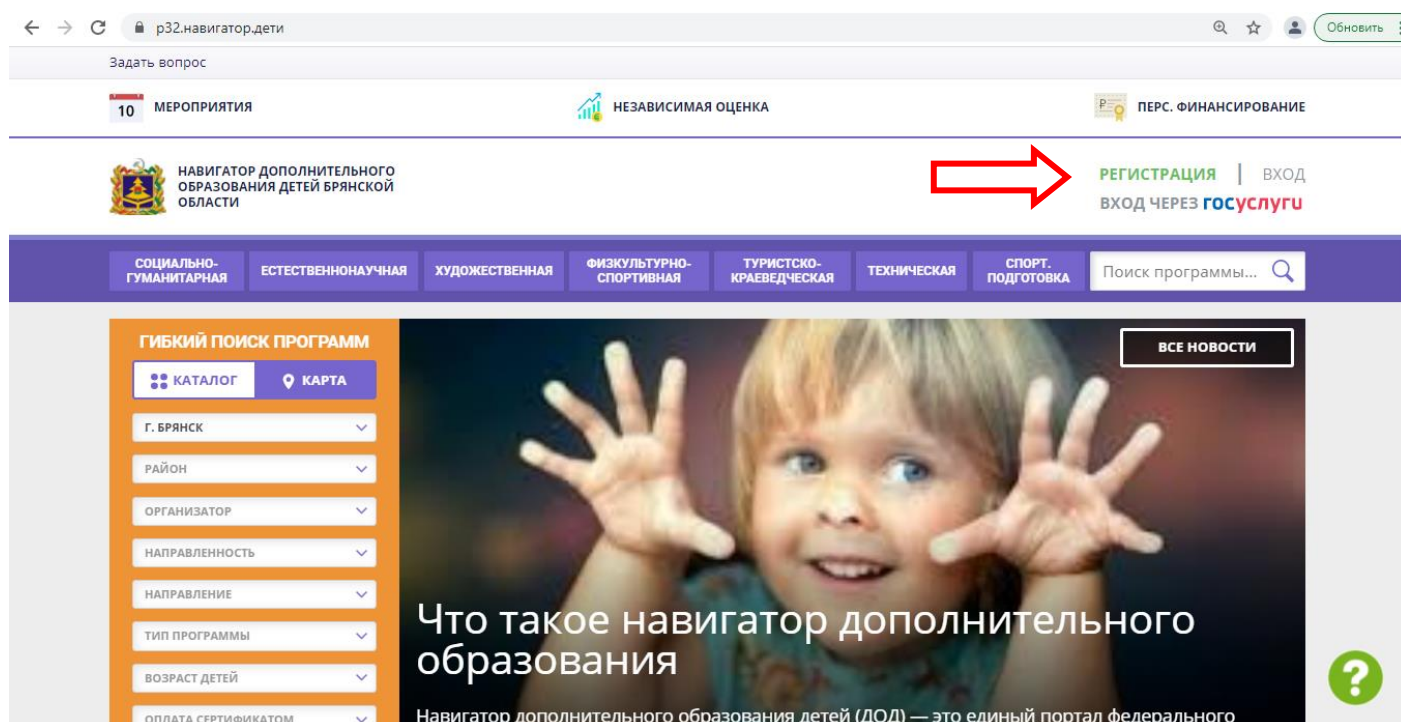 р32.навигатор.дети
Обновить
Задать вопрос
10 МЕРОПРИЯТИЯ
НЕЗАВИСИМАЯ ОЦЕНКА
ПЕРС. ФИНАНСИРОВАНИЕ
НАВИГАТОР ДОПОЛНИТЕЛЬНОГО
ОБРАЗОВАНИЯ ДЕТЕЙ БРЯНСКОЙ
ОБЛАСТИ
РЕГИСТРАЦИЯ | ВХОД
ВХОД ЧЕРЕЗ госуслуги
СОЦИАЛЬНО-
ГУМАНИТАРНАЯ
ЕСТЕСТВЕННОНАУЧНАЯ
ХУДОЖЕСТВЕННАЯ
ФИЗКУЛЬТУРНО-
СПОРТИВНАЯ
ТУРИСТСКО-
КРАЕВЕДЧЕСКАЯ
ТЕХНИЧЕСКАЯ
СПОРТ.
ПОДГОТОВКА
Поиск программы...
ГИБКИЙ ПОИСК ПРОГРАММ
КАТАЛОГ
КАРТА
Г. БРЯНСК
РАЙОН
ОРГАНИЗАТОР
НАПРАВЛЕННОСТЬ
НАПРАВЛЕНИЕ
ТИП ПРОГРАММЫ
ВОЗРАСТ ДЕТЕЙ
ОПЛАТА СЕРТИФИКАТОМ
ВСЕ НОВОСТИ
Что такое навигатор дополнительного
образования
Навигатор дополнительного образования детей (ДОД) — это единый портал федерального
?